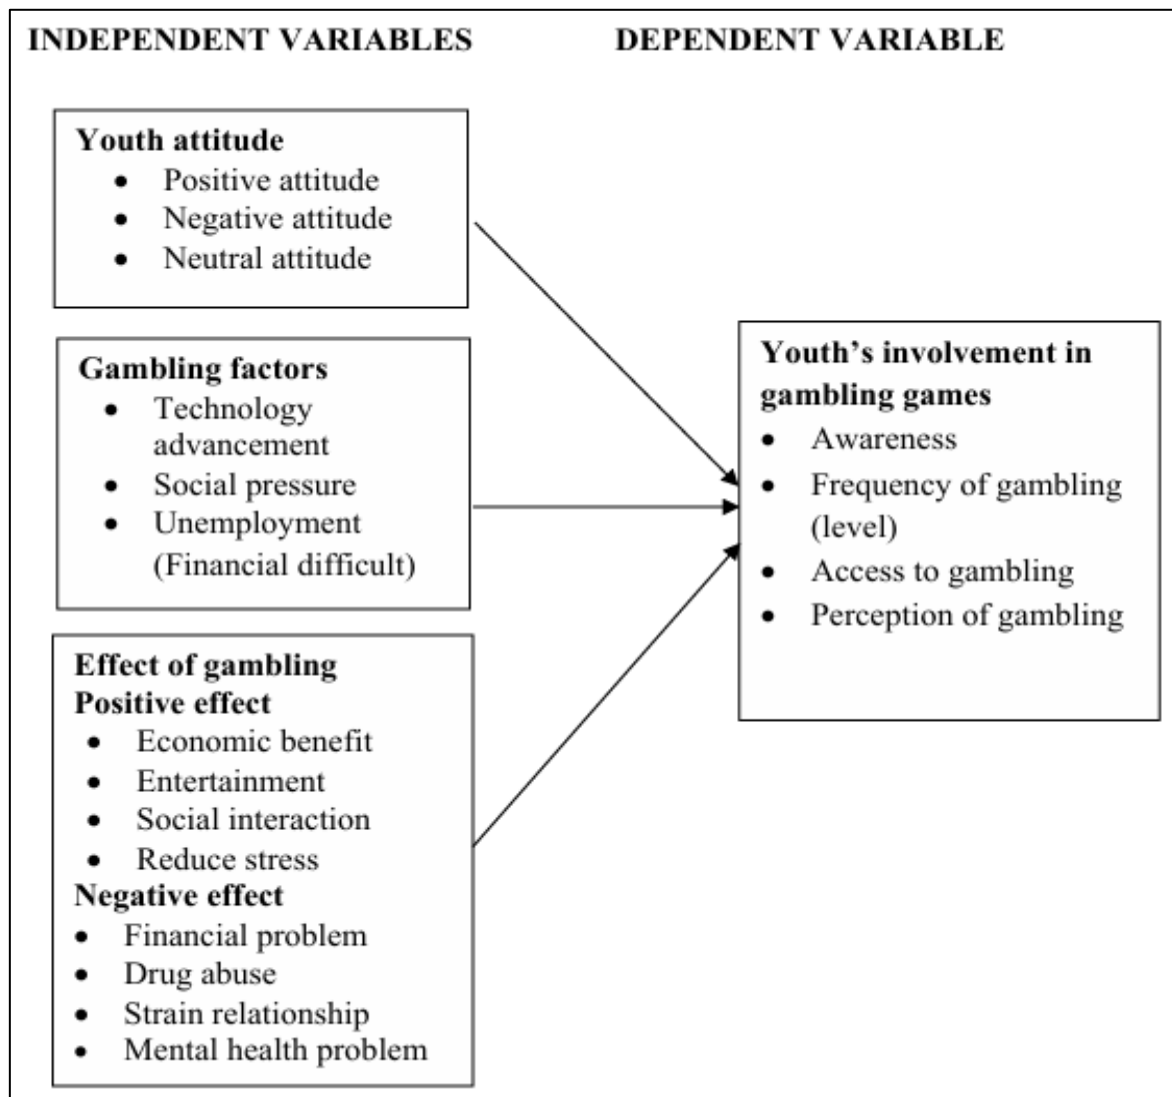 INDEPENDENT VARIABLES
DEPENDENT VARIABLE
Youth attitude
• Positive attitude
• Negative attitude
• Neutral attitude
Gambling factors
• Technology
advancement
• Social pressure
• Unemployment
(Financial difficult)
Effect of gambling
Positive effect
• Economic benefit
• Entertainment
• Social interaction
• Reduce stress
Negative effect
• Financial problem
• Drug abuse
• Strain relationship
• Mental health problem
Youth’s involvement in
gambling games
• Awareness
• Frequency of gambling
(level)
• Access to gambling
• Perception of gambling